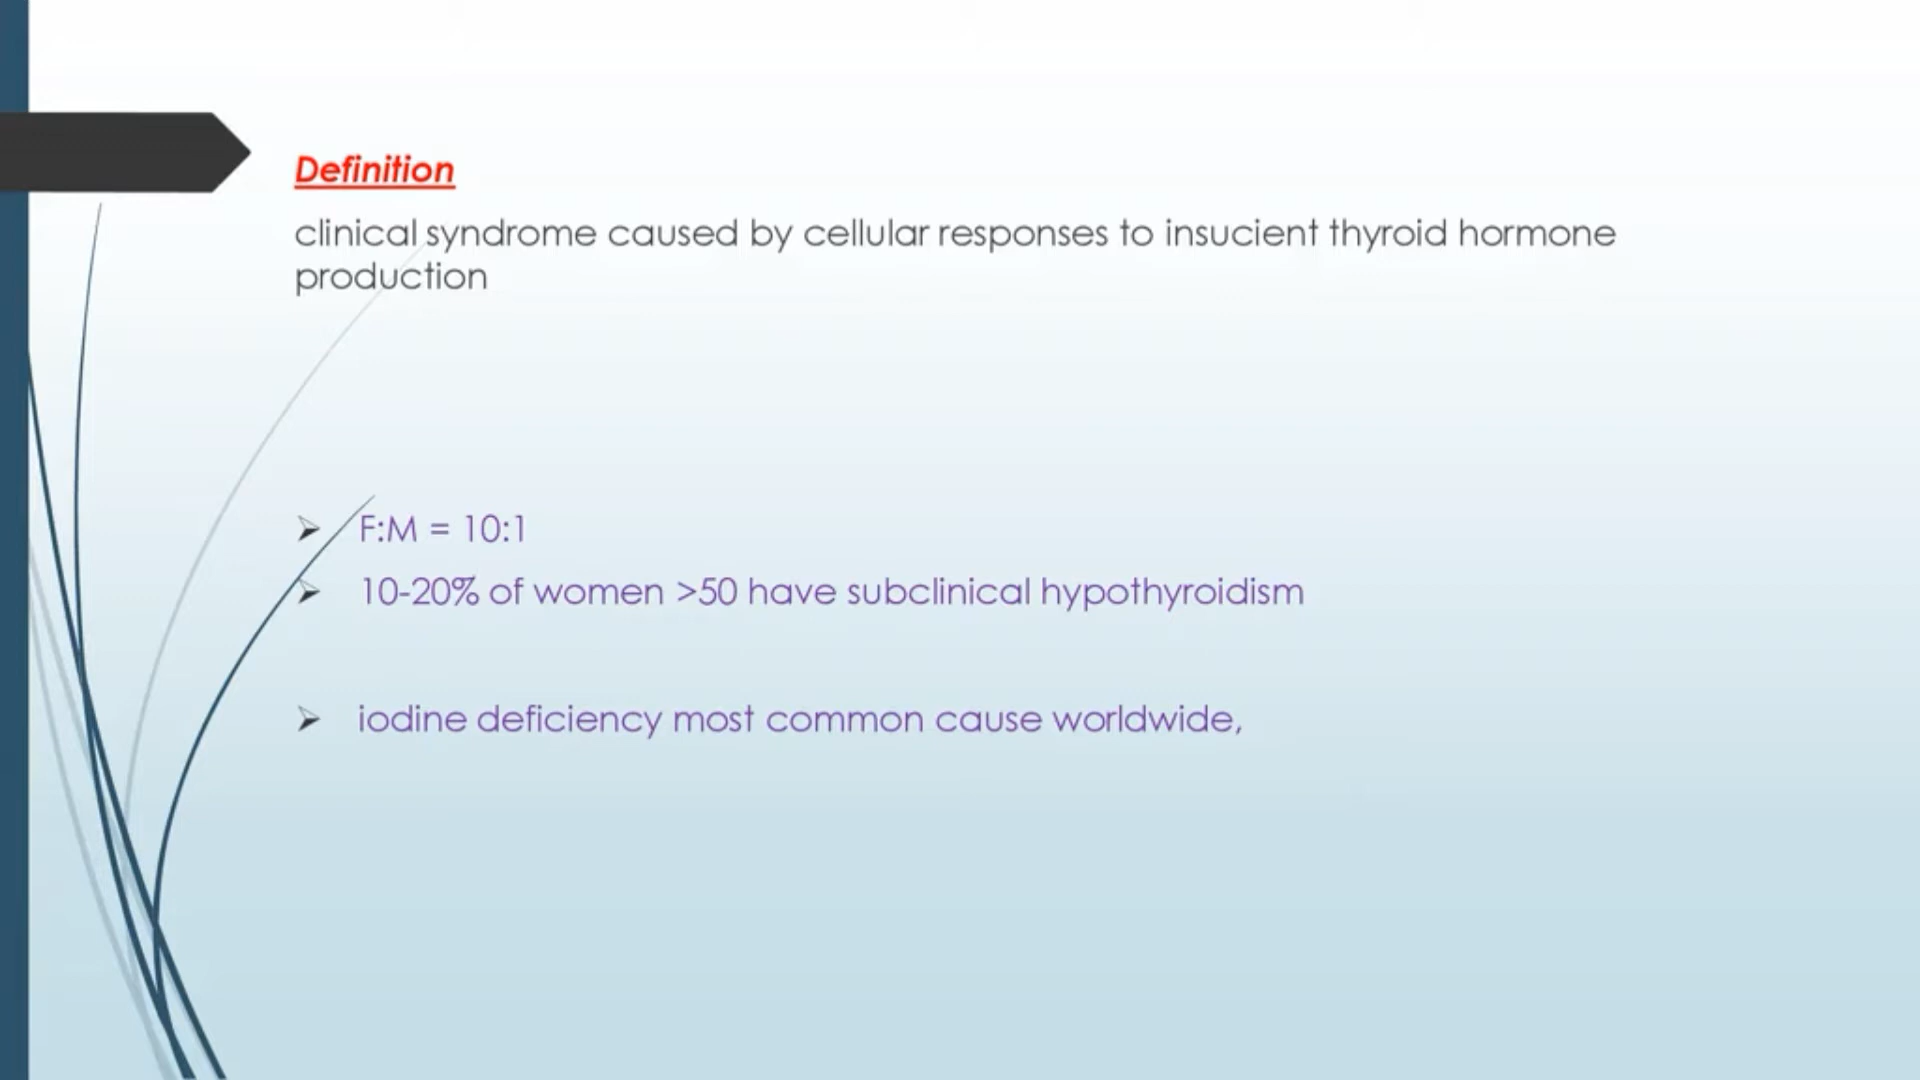 Definition
clinical syndrome caused by cellular responses to insucient thyroid hormone
production
F:M = 10:1
10-20% of women >50 have subclinical hypothyroidism
iodine deficiency most common cause worldwide,